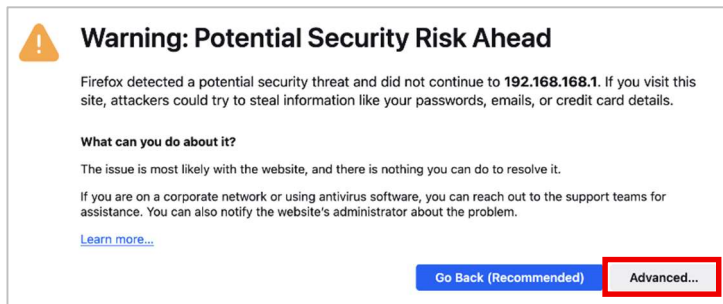 Warning: Potential Security Risk Ahead
Firefox detected a potential security threat and did not continue to 192.168.168.1. If you visit this
site, attackers could try to steal information like your passwords, emails, or credit card details.
What can you do about it?
The issue is most likely with the website, and there is nothing you can do to resolve it.
If you are on a corporate network or using antivirus software, you can reach out to the support teams for
assistance. You can also notify the website's administrator about the problem.
Learn more...
Go Back (Recommended) Advanced...